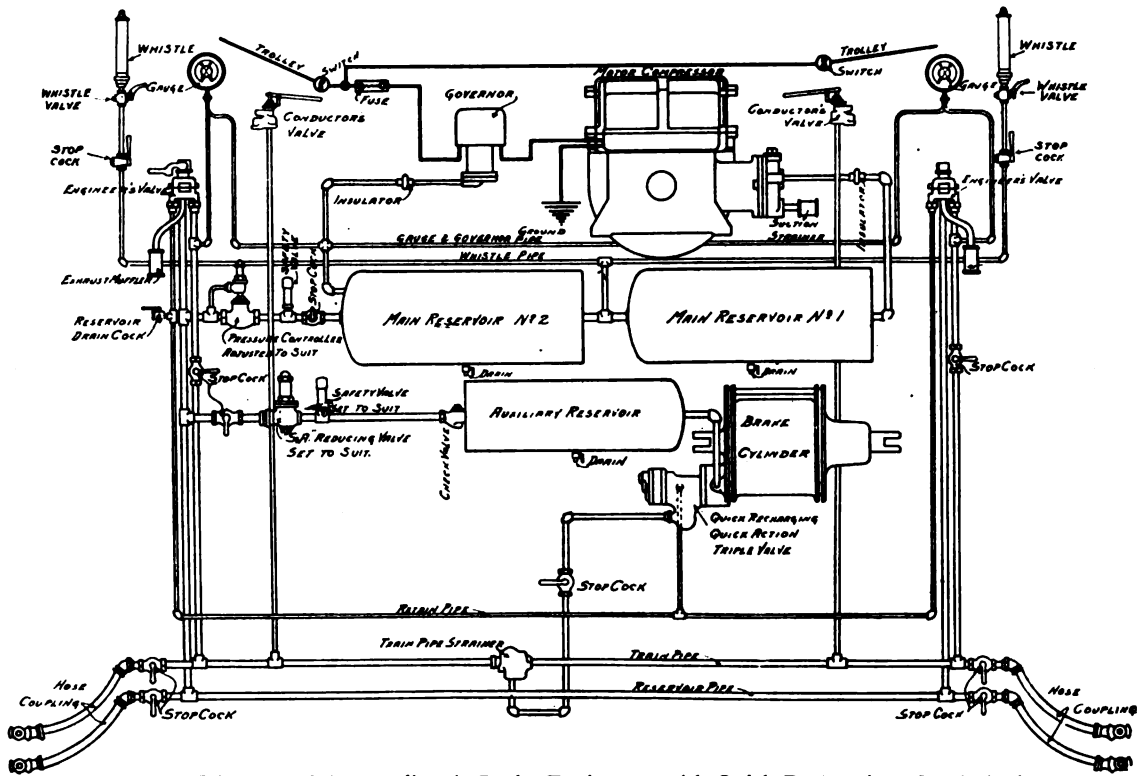 WHISTLE
TROLLEY
SWITCH
TROLLEY
SWITCH
WHISTLE
MOTOR COMPRESSOR
WHISTLE
VALVE
GAUGE
FUSE
GOVERNOR
CONDUCTOR'S
VALVE
CONDUCTOR'S
VALVE
GAUGE
WHISTLE
VALVE
STOP
COCK
STOP
COCK
ENGINEER'S VALVE
ENGINEER'S VALVE
INSULATOR
INSULATOR
GROUND
SUCTION
STRAINER
GAUGE & GOVERNOR PIPE
WHISTLE PIPE
EXHAUST MUFFLER
SAFETY
VALVE
STOP COCK
RESERVOIR
DRAIN COCK
PRESSURE CONTROLLER
ADJUSTED TO SUIT
MAIN RESERVOIR No 2
MAIN RESERVOIR No 1
DRAIN
DRAIN
STOP COCK
STOP COCK
SAFETY VALVE
SET TO SUIT
REDUCING VALVE
SET TO SUIT.
CHECK VALVE
AUXILIARY RESERVOIR
DRAIN
BRAKE
CYLINDER
QUICK RECHARGING
QUICK ACTION
TRIPLE VALVE
STOP COCK
RETAIN PIPE
TRAIN PIPE STRAINER
TRAIN PIPE
RESERVOIR PIPE
HOSE
COUPLING
STOP COCK
STOP COCK
HOSE
COUPLING